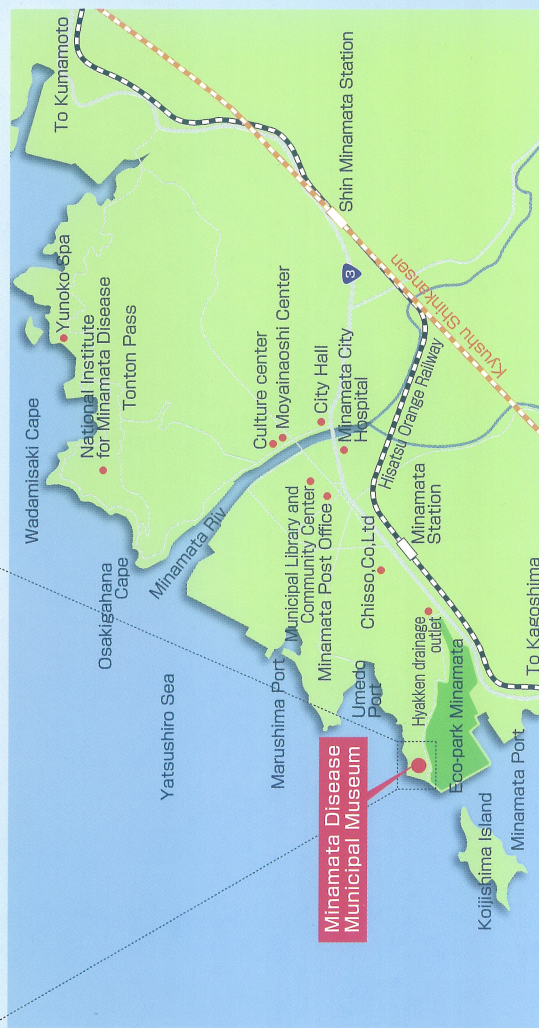 To Kumamoto
Shin Minamata Station
Yunoko Spa
National Institute
for Minamata Disease
Tonton Pass
Wadamisaki Cape
3
Kyushu Shinkansen
Culture center
Moyainaoshi Center
City Hall
Minamata City
Hospital
Hisatsu Orange Railway
Osakigahana
Cape
Minamata Riv
Municipal Library and
Community Center
Minamata Post Office
Chisso,Co,Ltd
Minamata
Station
Yatsushiro Sea
Marushima Port
Umedo
Port
Hyakken drainage
outlet
To Kagoshima
Minamata Disease
Municipal Museum
Eco-park Minamata
Koijishima Island
Minamata Port